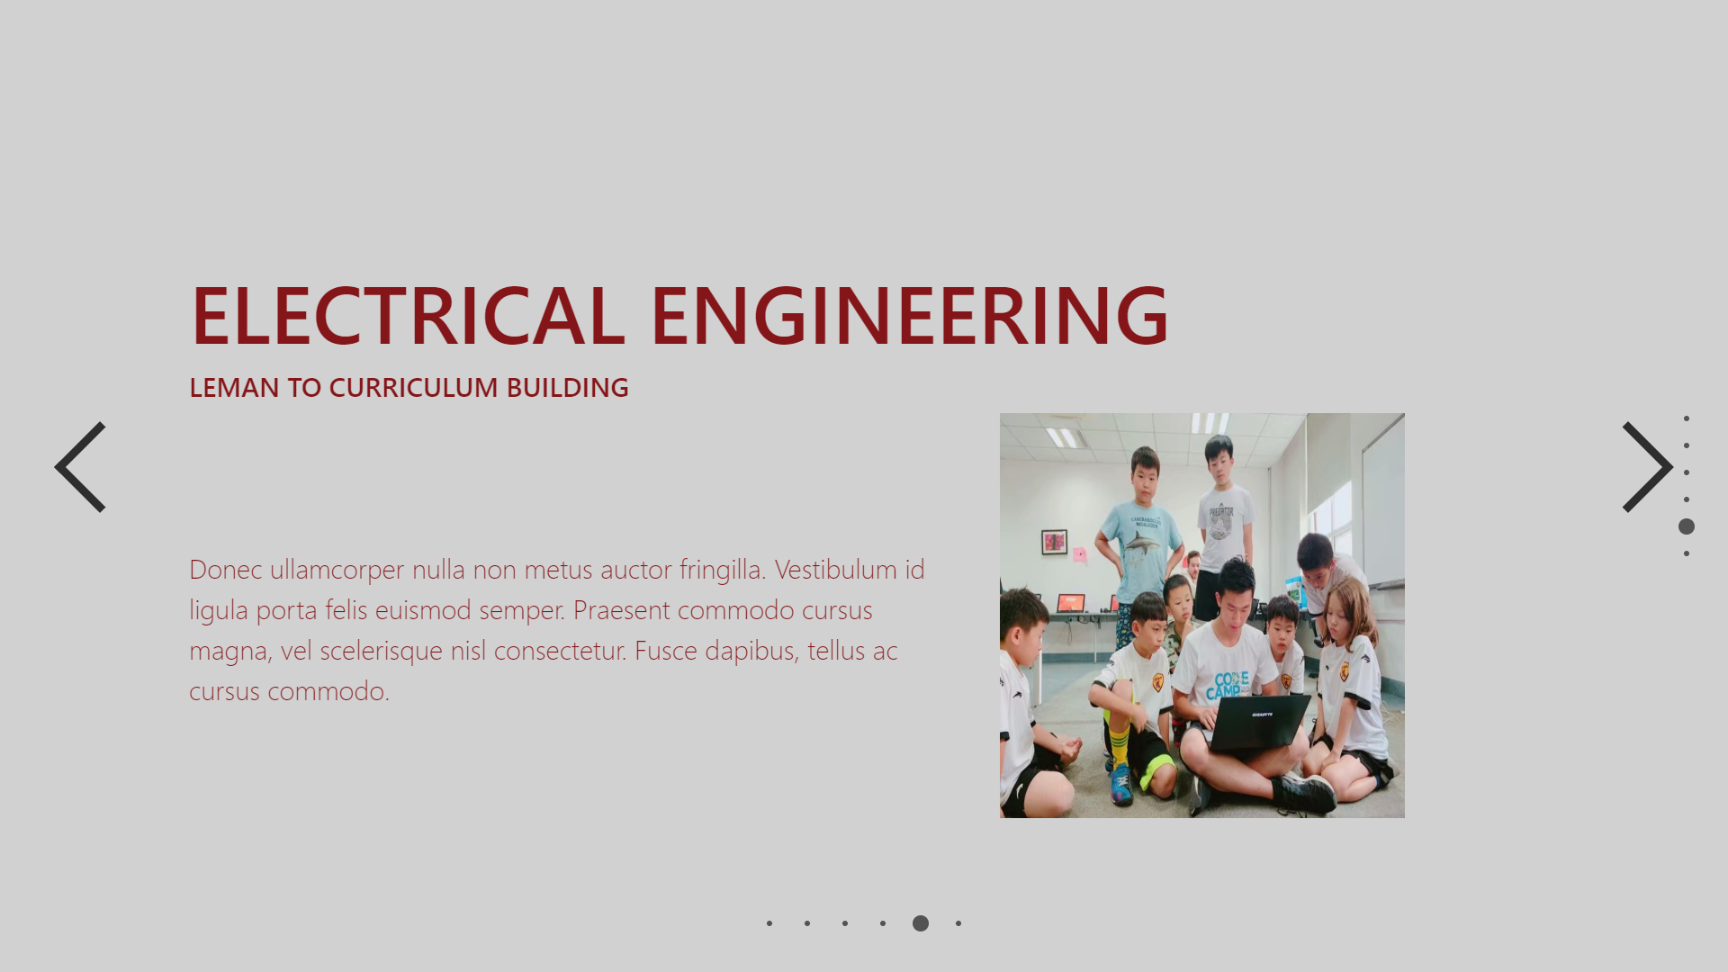 ELECTRICAL ENGINEERING
LEMAN TO CURRICULUM BUILDING
Donec ullamcorper nulla non metus auctor fringilla. Vestibulum id
ligula porta felis euismod semper. Praesent commodo cursus
magna, vel scelerisque nisl consectetur. Fusce dapibus, tellus ac
cursus commodo.
PREDATOR
CODE
CAMP